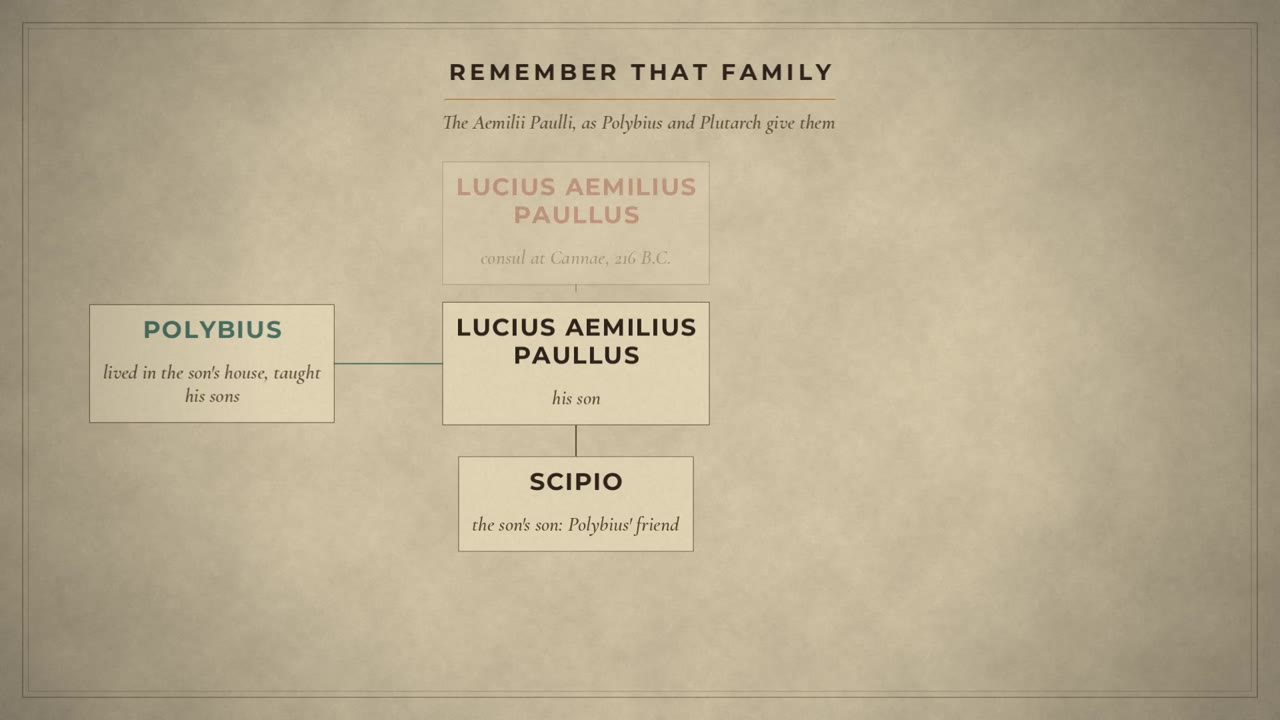 REMEMBER THAT FAMILY
The Aemilii Paulli, as Polybius and Plutarch give them
LUCIUS AEMILIUS
PAULLUS
consul at Cannae, 216 B.C.
POLYBIUS
lived in the son's house, taught
his sons
LUCIUS AEMILIUS
PAULLUS
his son
SCIPIO
the son's son: Polybius' friend